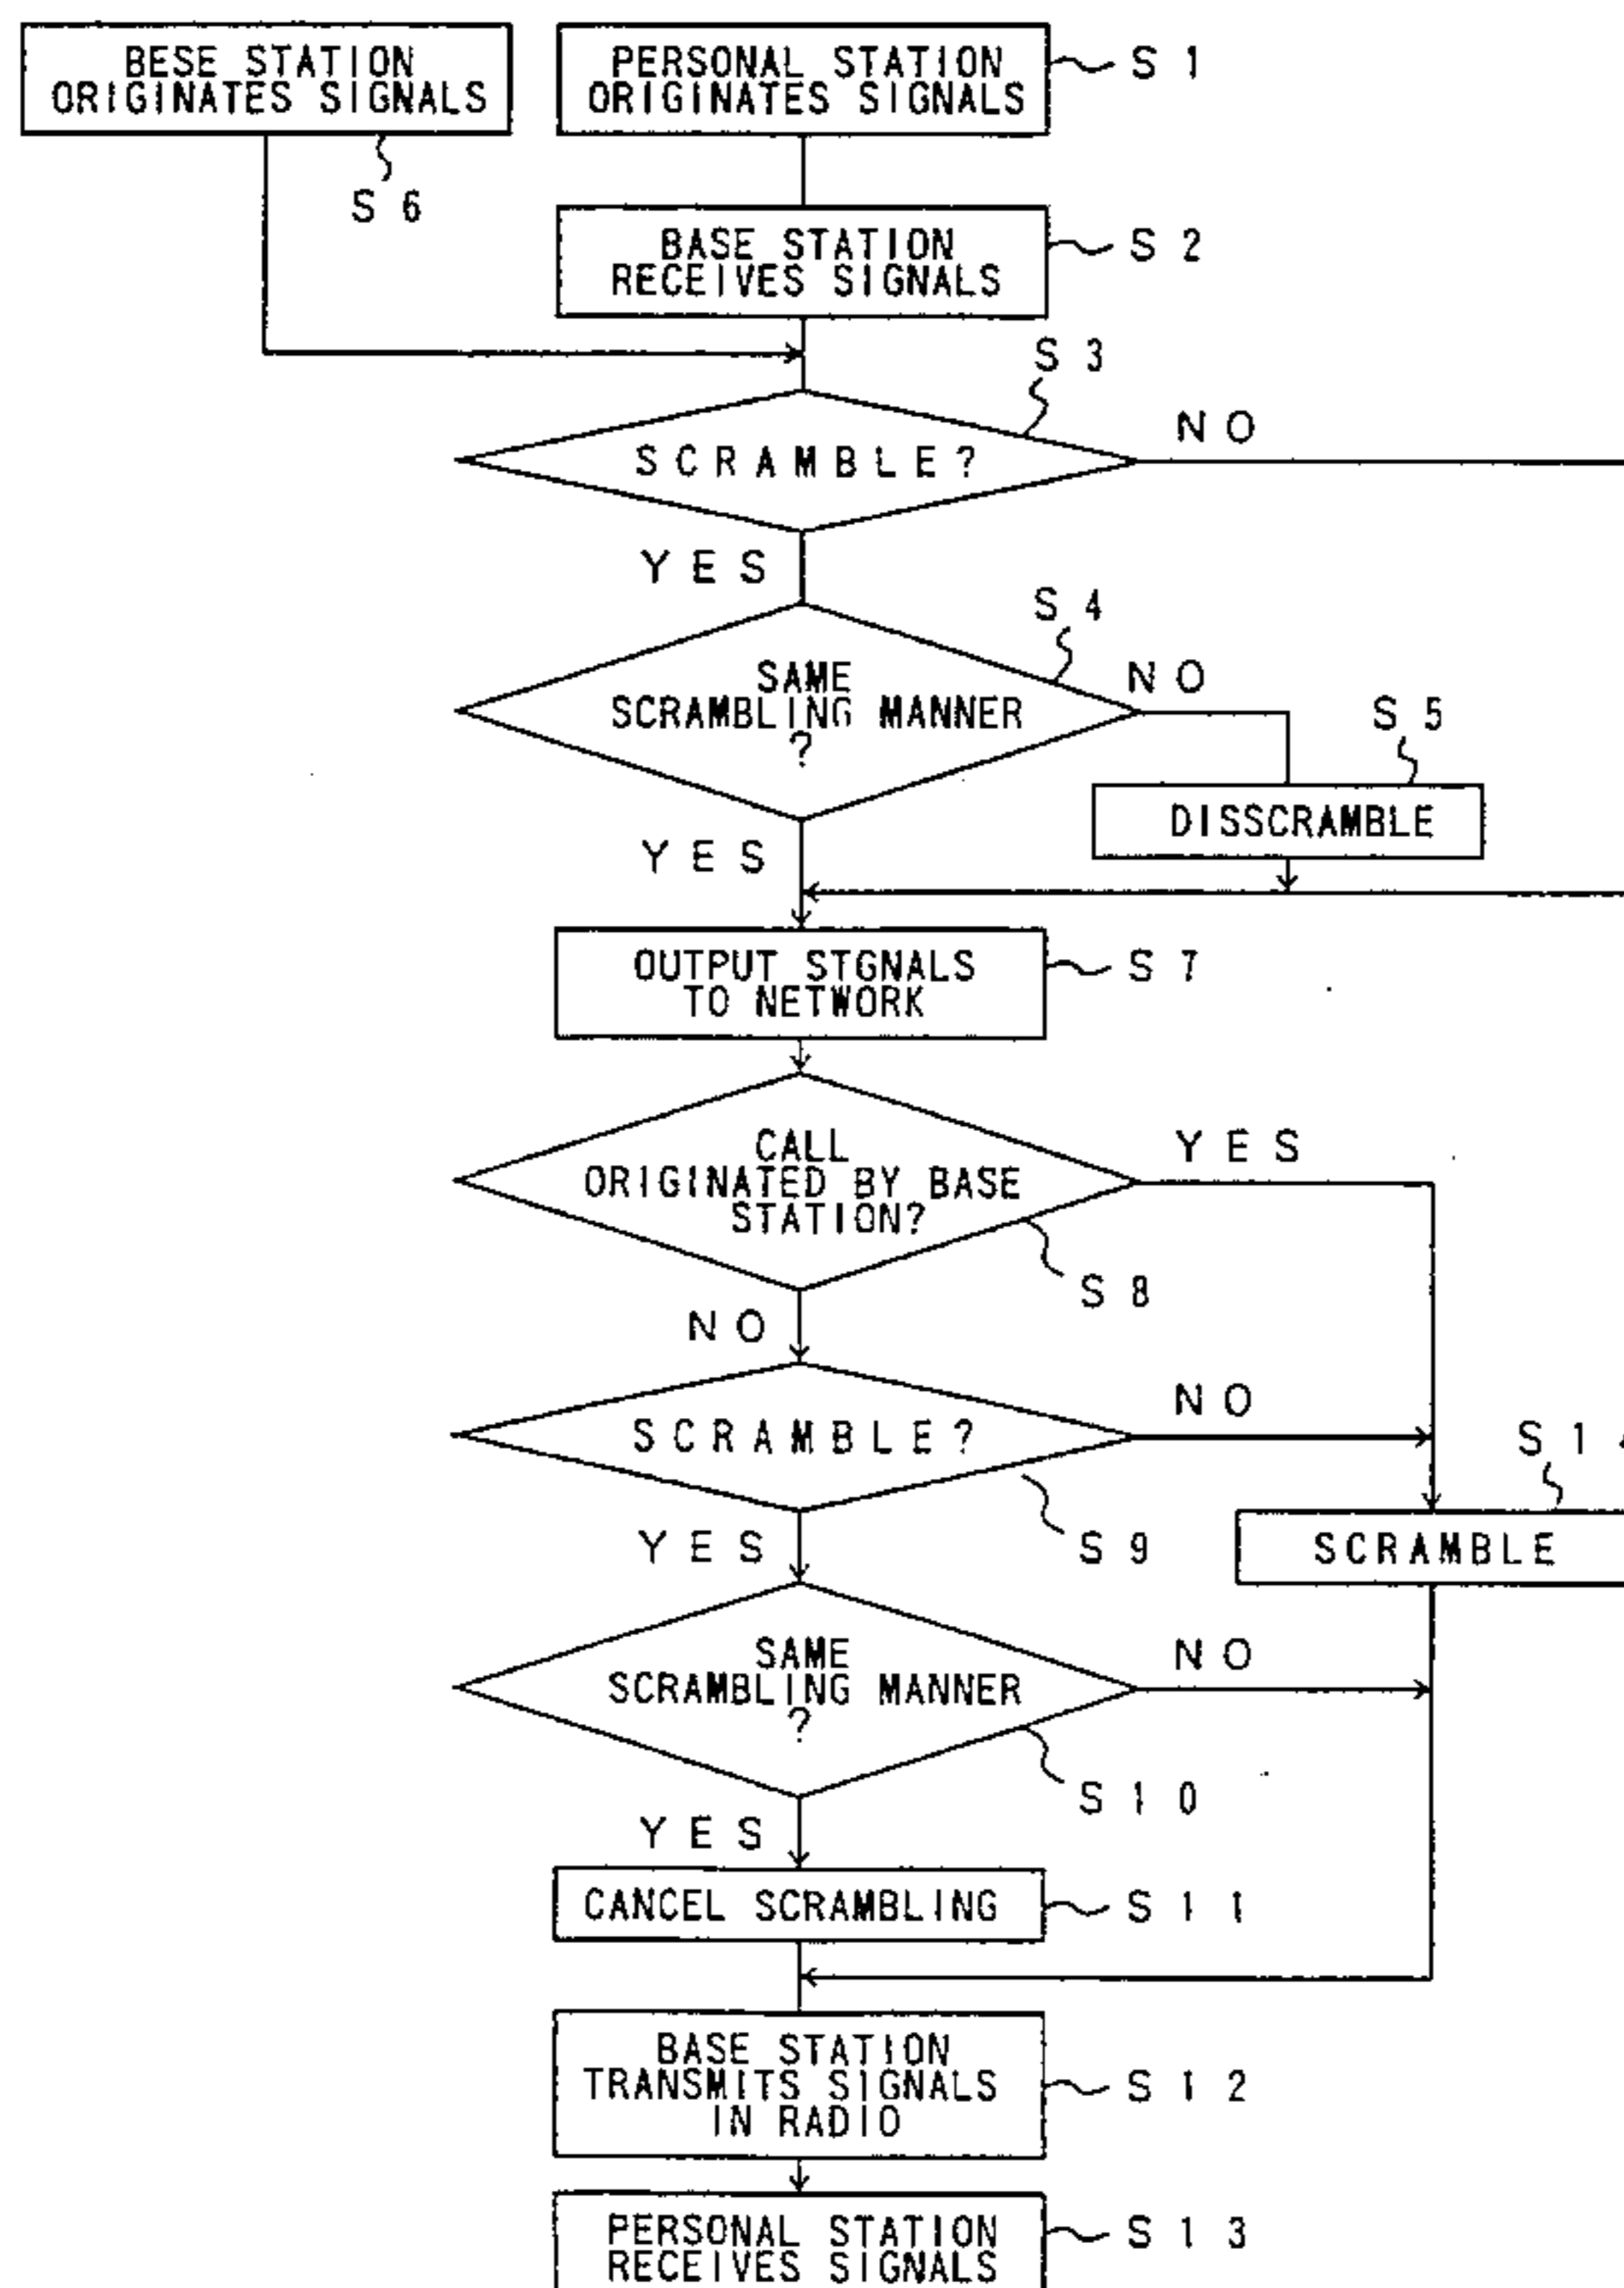 BESE STATION
ORIGINATES SIGNALS
S 6
PERSONAL STATION
ORIGINATES SIGNALS
S 1
BASE STATION
RECEIVES SIGNALS
S 2
S 3
SCRAMBLE?
NO
YES
S 4
SAME
SCRAMBLING MANNER
?
NO
S 5
DISSCRAMBLE
YES
OUTPUT STGNALS
TO NETWORK
S 7
CALL
ORIGINATED BY BASE
STATION?
YES
S 8
NO
SCRAMBLE?
NO
S 9
S 1 4
SCRAMBLE
YES
SAME
SCRAMBLING MANNER
?
NO
S 1 0
YES
CANCEL SCRAMBLING
S 1 1
BASE STATION
TRANSMITS SIGNALS
IN RADIO
S 1 2
PERSONAL STATION
RECEIVES SIGNALS
S 1 3